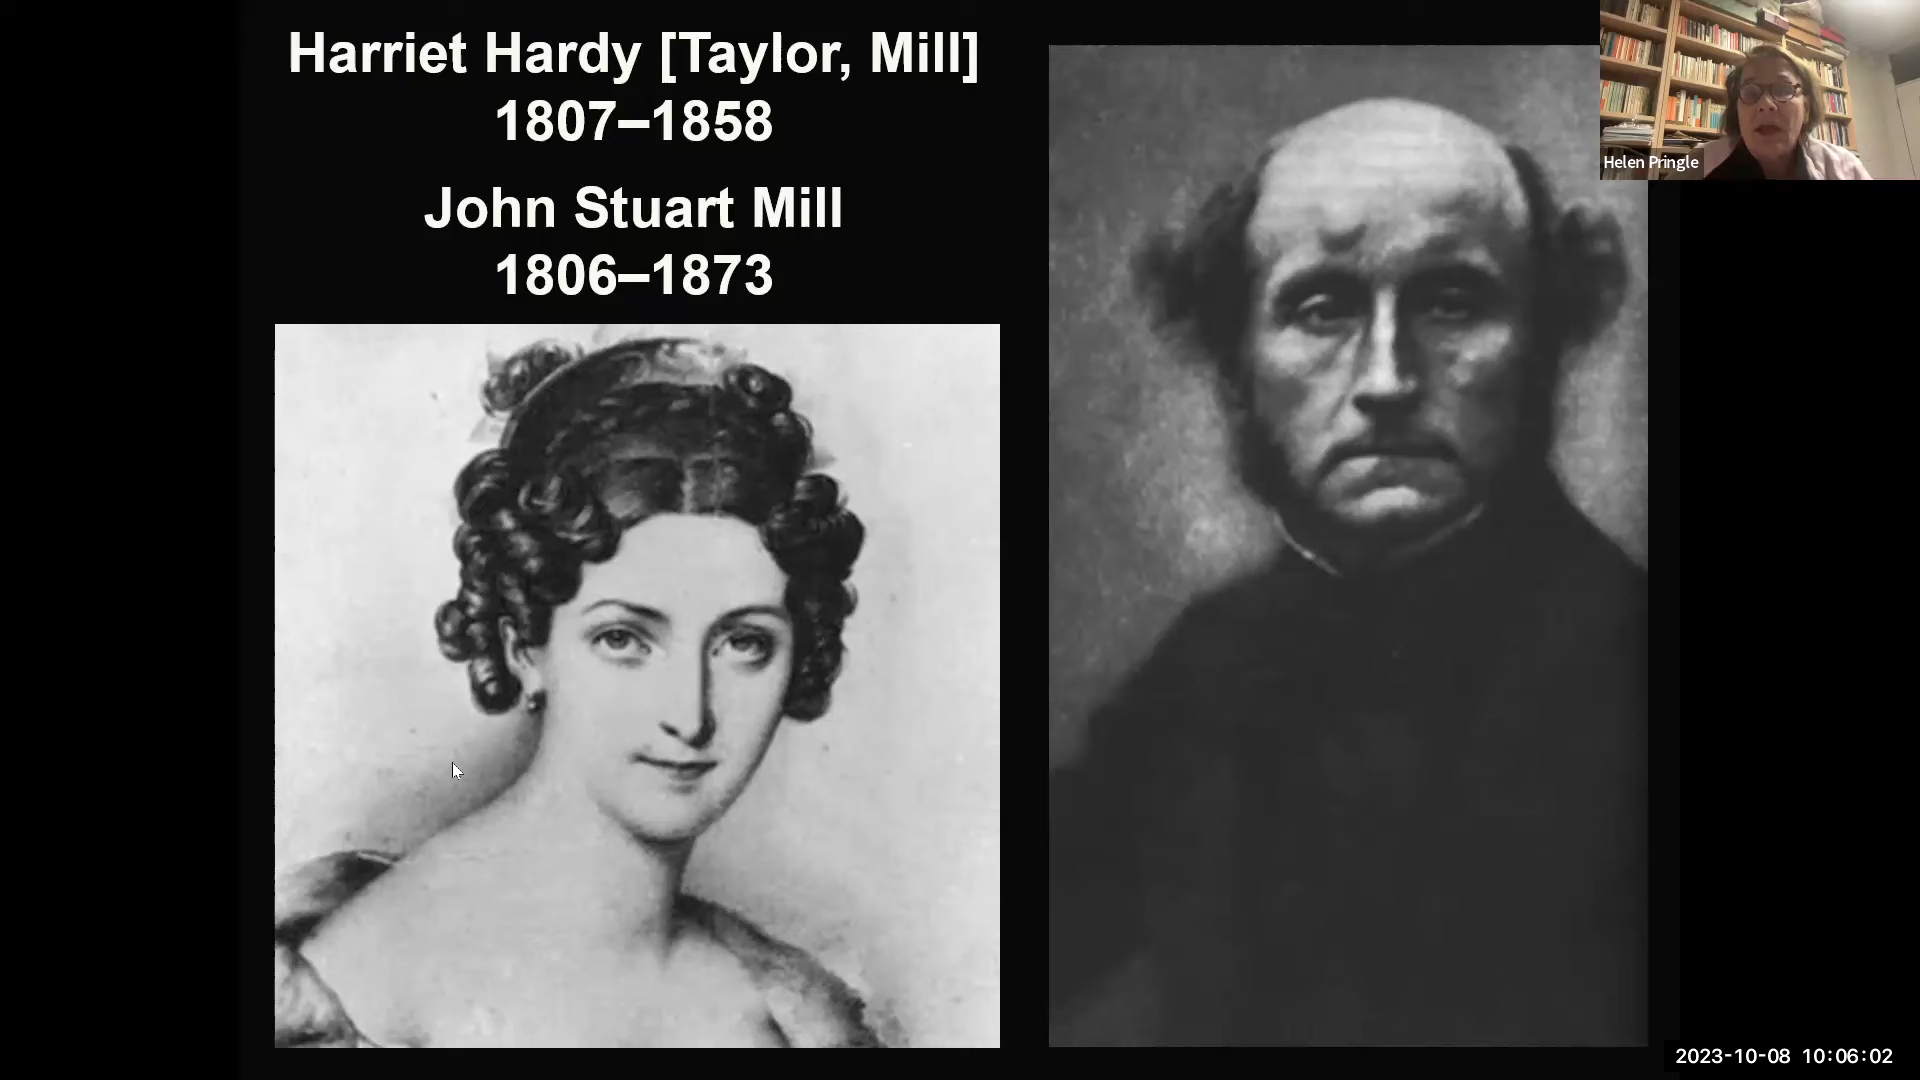 Harriet Hardy [Taylor, Mill]
1807–1858
John Stuart Mill
1806–1873
Helen Pringle
2023-10-08 10:06:02